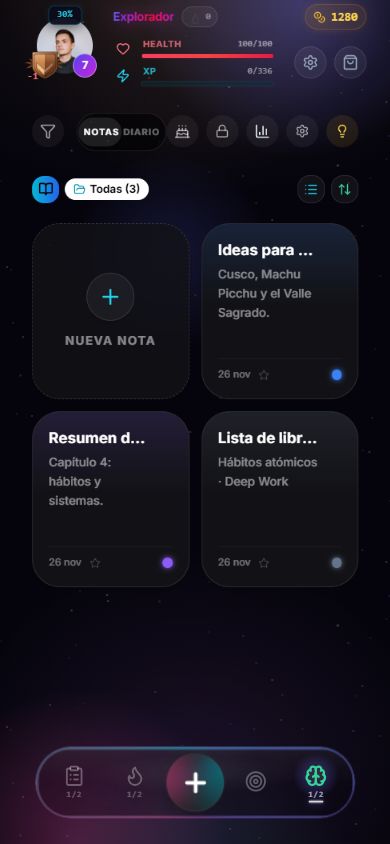 30%
Explorador
0
1280
HEALTH 100/100
XP 0/336
-1
7
NOTAS DIARIO
Todas (3)
NUEVA NOTA
Ideas para ...
Cusco, Machu
Picchu y el Valle
Sagrado.
26 nov
Resumen d...
Capítulo 4:
hábitos y
sistemas.
26 nov
Lista de libr...
Hábitos atómicos
· Deep Work
26 nov
1/2
1/2
1/2